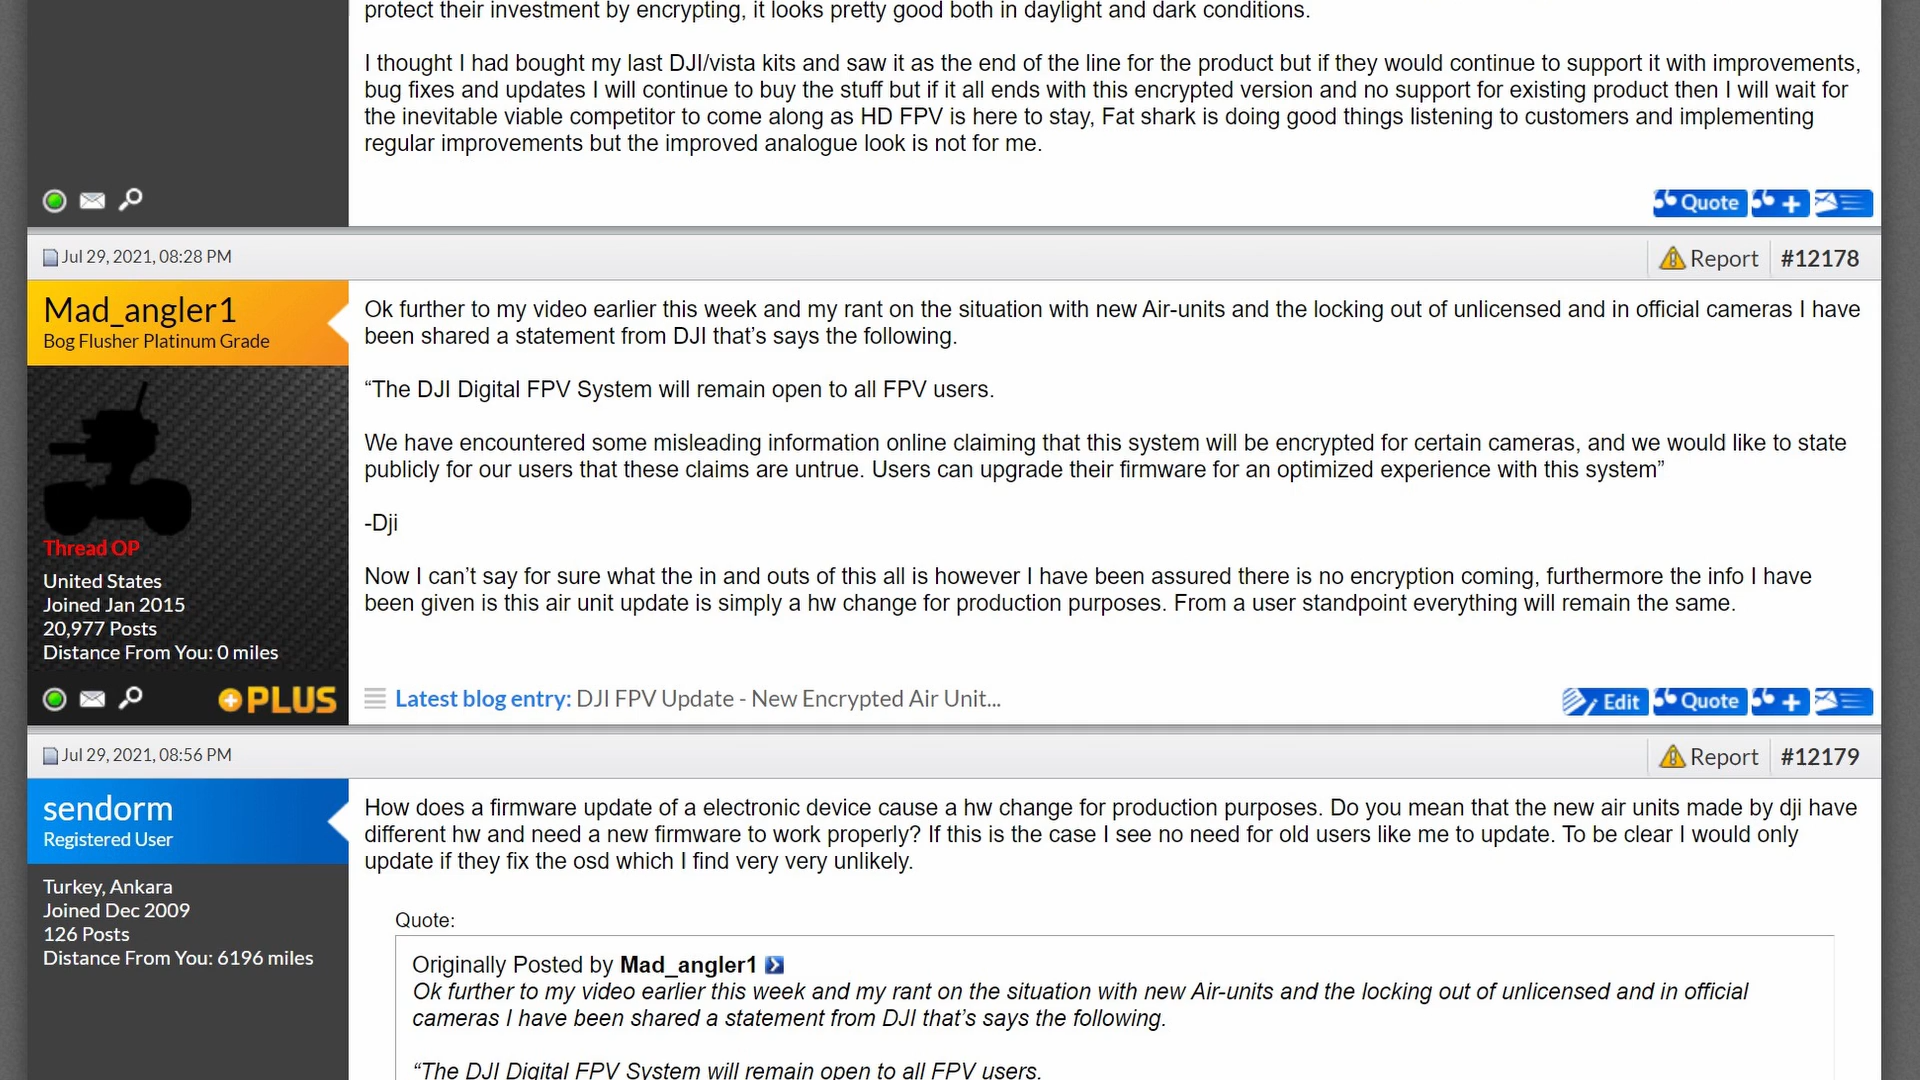 protect their investment by encrypting, it looks pretty good both in daylight and dark conditions.
I thought I had bought my last DJI/vista kits and saw it as the end of the line for the product but if they would continue to support it with improvements,
bug fixes and updates I will continue to buy the stuff but if it all ends with this encrypted version and no support for existing product then I will wait for
the inevitable viable competitor to come along as HD FPV is here to stay, Fat shark is doing good things listening to customers and implementing
regular improvements but the improved analogue look is not for me.
Quote
Jul 29, 2021, 08:28 PM
Report #12178
Mad_angler1
Bog Flusher Platinum Grade
Thread OP
United States
Joined Jan 2015
20,977 Posts
Distance From You: 0 miles
PLUS
Ok further to my video earlier this week and my rant on the situation with new Air-units and the locking out of unlicensed and in official cameras I have
been shared a statement from DJI that’s says the following.
“The DJI Digital FPV System will remain open to all FPV users.
We have encountered some misleading information online claiming that this system will be encrypted for certain cameras, and we would like to state
publicly for our users that these claims are untrue. Users can upgrade their firmware for an optimized experience with this system”
-Dji
Now I can’t say for sure what the in and outs of this all is however I have been assured there is no encryption coming, furthermore the info I have
been given is this air unit update is simply a hw change for production purposes. From a user standpoint everything will remain the same.
Latest blog entry: DJI FPV Update - New Encrypted Air Unit...
Edit Quote
Jul 29, 2021, 08:56 PM
Report #12179
sendorm
Registered User
Turkey, Ankara
Joined Dec 2009
126 Posts
Distance From You: 6196 miles
How does a firmware update of a electronic device cause a hw change for production purposes. Do you mean that the new air units made by dji have
different hw and need a new firmware to work properly? If this is the case I see no need for old users like me to update. To be clear I would only
update if they fix the osd which I find very very unlikely.
Quote:
Originally Posted by Mad_angler1
Ok further to my video earlier this week and my rant on the situation with new Air-units and the locking out of unlicensed and in official
cameras I have been shared a statement from DJI that’s says the following.
“The DJI Digital FPV System will remain open to all FPV users.